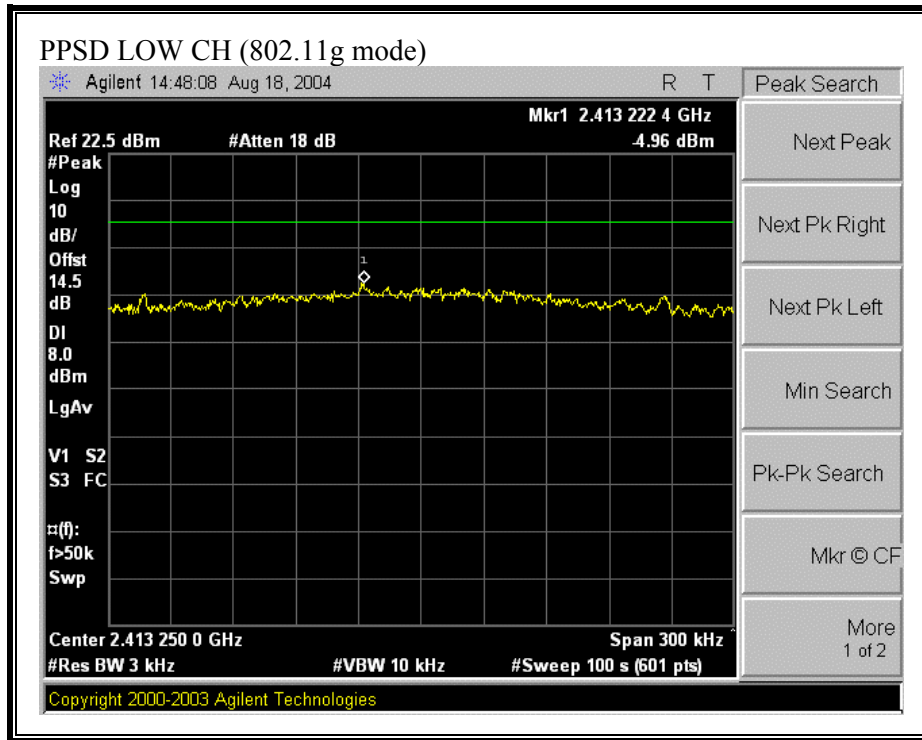 PPSD LOW CH (802.11g mode)
Agilent 14:48:08 Aug 18, 2004 R T
Peak Search
Mkr1 2.413 222 4 GHz
Ref 22.5 dBm #Atten 18 dB -4.96 dBm
#Peak
Log
10
dB/
Offst
14.5
dB
DI
8.0
dBm
LgAv
V1 S2
S3 FC
¤(f):
f>50k
Swp
1
Center 2.413 250 0 GHz Span 300 kHz ^
#Res BW 3 kHz #VBW 10 kHz #Sweep 100 s (601 pts)
Copyright 2000-2003 Agilent Technologies
Next Peak
Next Pk Right
Next Pk Left
Min Search
Pk-Pk Search
Mkr © CF
More
1 of 2